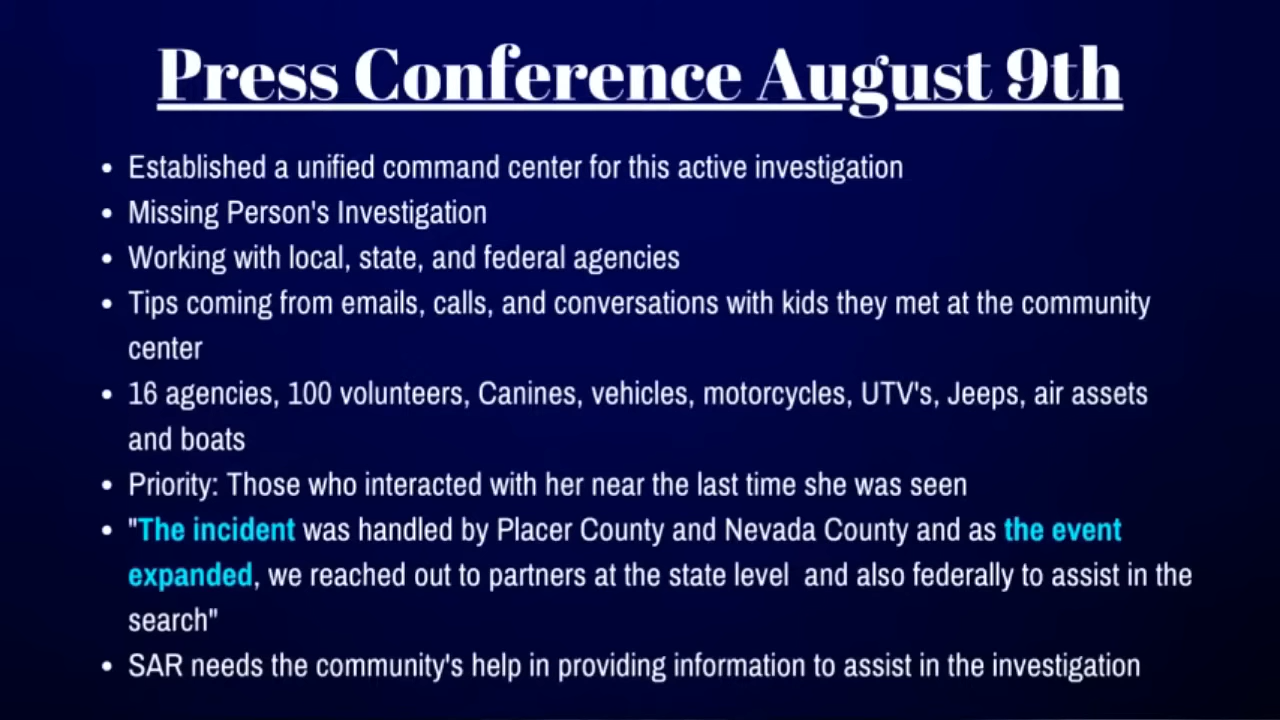 Press Conference August 9th
• Established a unified command center for this active investigation
• Missing Person's Investigation
• Working with local, state, and federal agencies
• Tips coming from emails, calls, and conversations with kids they met at the community
center
• 16 agencies, 100 volunteers, Canines, vehicles, motorcycles, UTV's, Jeeps, air assets
and boats
• Priority: Those who interacted with her near the last time she was seen
• "The incident was handled by Placer County and Nevada County and as the event
expanded, we reached out to partners at the state level  and also federally to assist in the
search"
• SAR needs the community's help in providing information to assist in the investigation